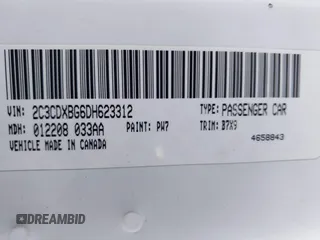 VIN: 2C3CDXBG6DH623312 TYPE: PASSENGER CAR
MDH: 012208 033AA PAINT: PW7 TRIM: B7X9
VEHICLE MADE IN CANADA 4658843
DREAMBID